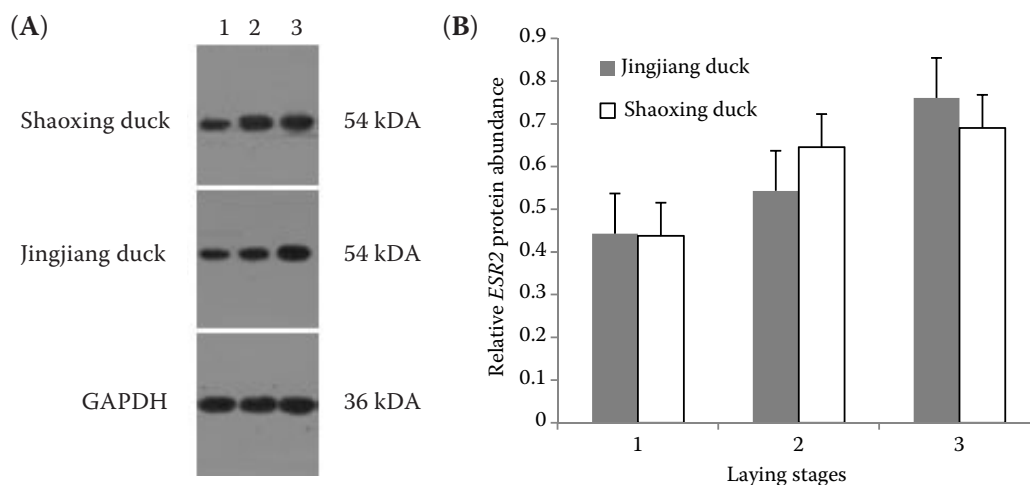 (A)
1 2 3
Shaoxing duck 54 kDA
Jingjiang duck 54 kDA
GAPDH 36 kDA
(B)
Relative ESR2 protein abundance
0.9
0.8
0.7
0.6
0.5
0.4
0.3
0.2
0.1
0
Jingjiang duck
Shaoxing duck
1 2 3
Laying stages